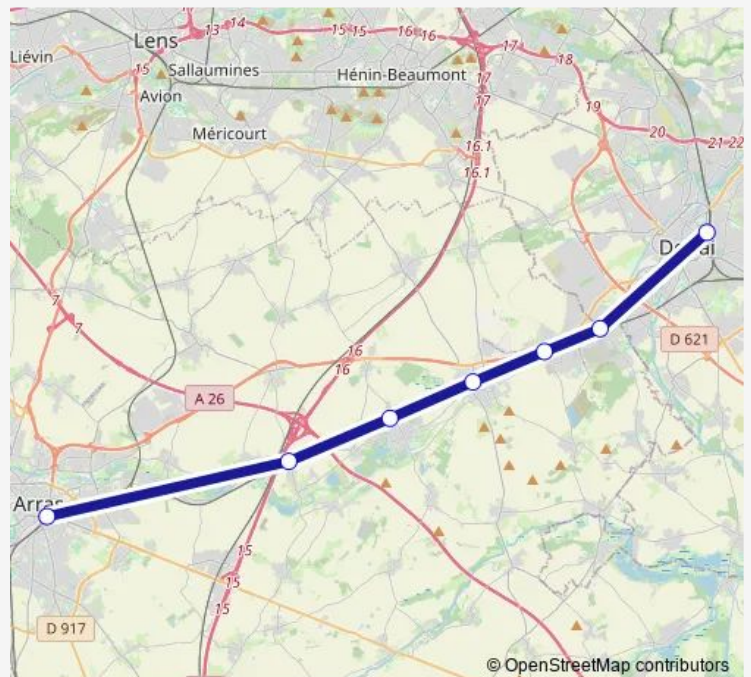 13 14 15 15 16 16
Lens
Liévin
15
Sallaumines
Hénin-Beaumont
17
18
17
17
Avion
19
Méricourt
20
21 22
16.1
16.1
7
7
16
16
D 621
A 26
Arras
15
15
15
D 917
© OpenStreetMap contributors